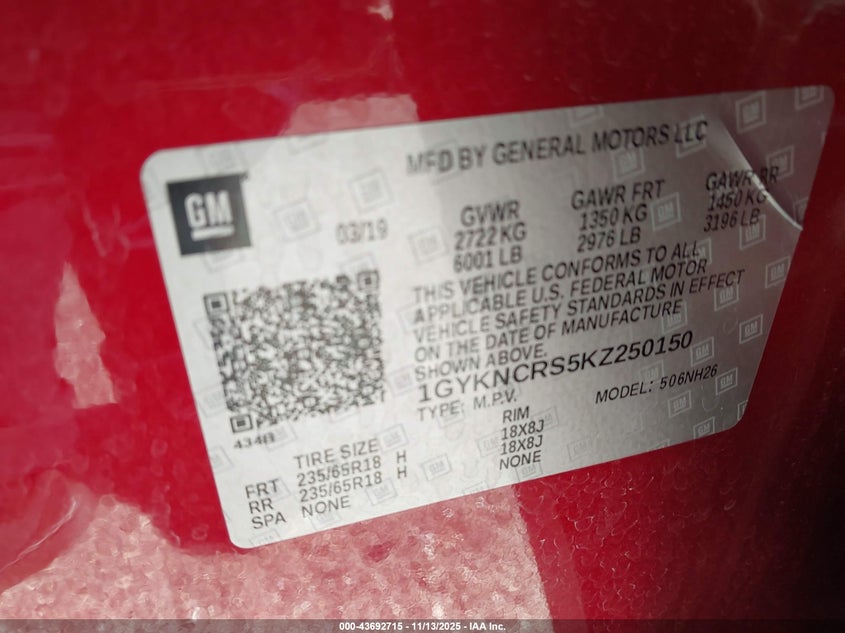 MFD BY GENERAL MOTORS LLC
GM
03/19
GVWR GAWR FRT GAWR RR
2722 KG 1350 KG 1450 KG
6001 LB 2976 LB 3196 LB
THIS VEHICLE CONFORMS TO ALL
APPLICABLE U.S. FEDERAL MOTOR
VEHICLE SAFETY STANDARDS IN EFFECT
ON THE DATE OF MANUFACTURE
SHOWN ABOVE.
1GYKNCRS5KZ250150
TYPE: M.P.V. MODEL: 506NH26
434B
TIRE SIZE RIM
FRT 235/65R18 H 18X8J
RR 235/65R18 H 18X8J
SPA NONE NONE
000-43692715 - 11/13/2025 - IAA Inc.